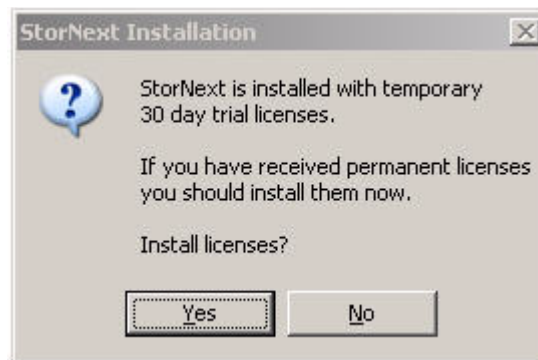 StorNext Installation
StorNext is installed with temporary
30 day trial licenses.
If you have received permanent licenses
you should install them now.
Install licenses?
Yes No